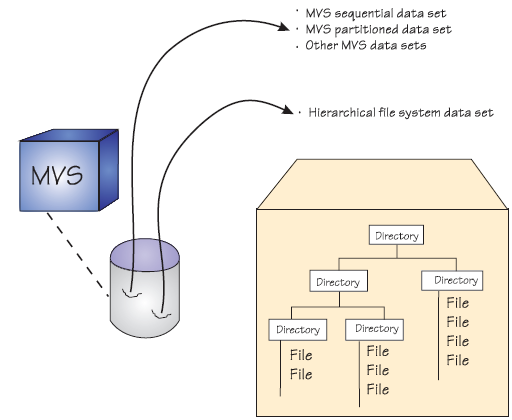 · MVS sequential data set
· MVS partitioned data set
· Other MVS data sets
· Hierarchical file system data set
MVS
Directory
Directory
Directory
Directory
Directory
File
File
File
File
File
File
File
File
File